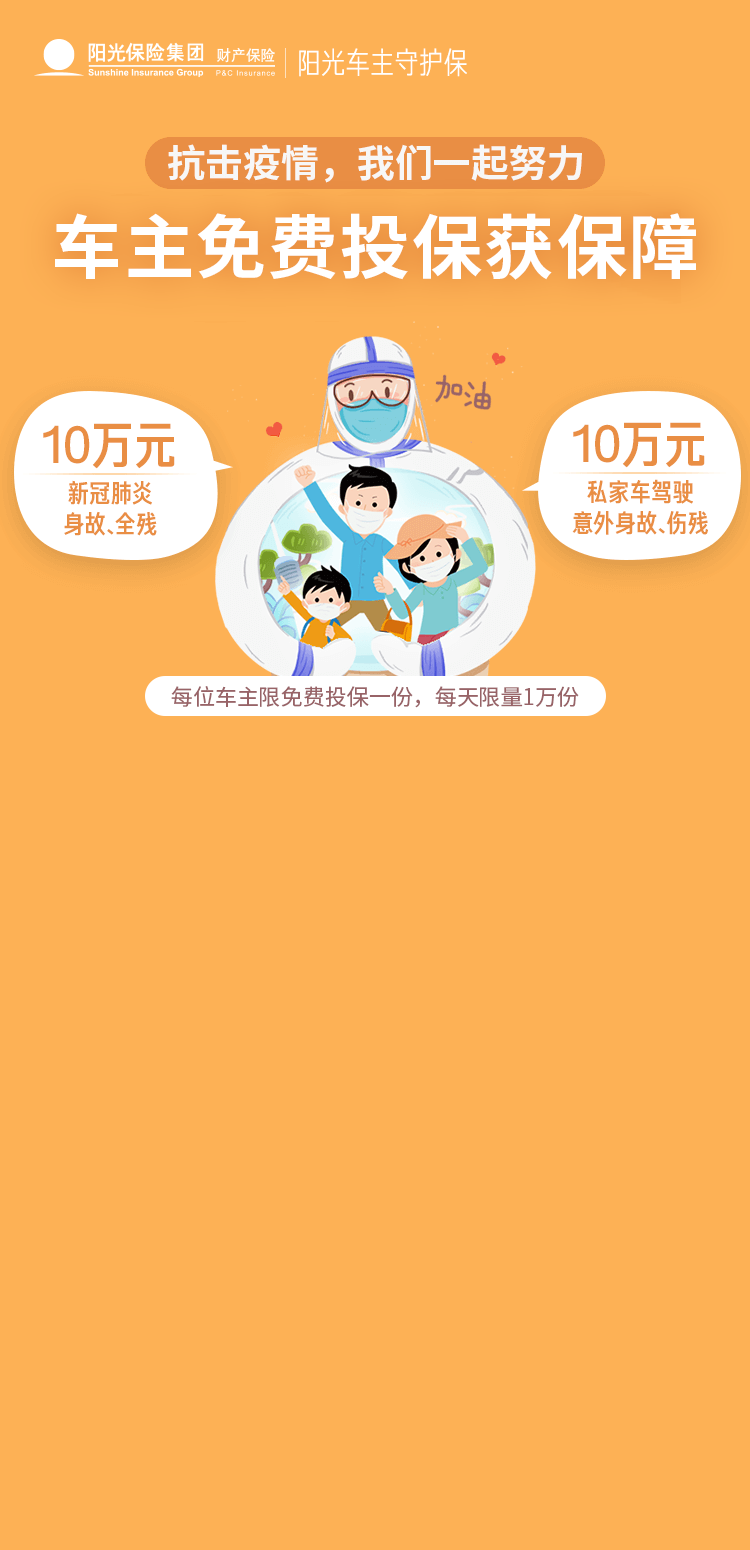 阳光保险集团 财产保险 阳光车主守护保
Sunshine Insurance Group P&C Insurance
抗击疫情，我们一起努力
车主免费投保获保障
加油
10万元
新冠肺炎
身故、全残
10万元
私家车驾驶
意外身故、伤残
每位车主限免费投保一份，每天限量1万份